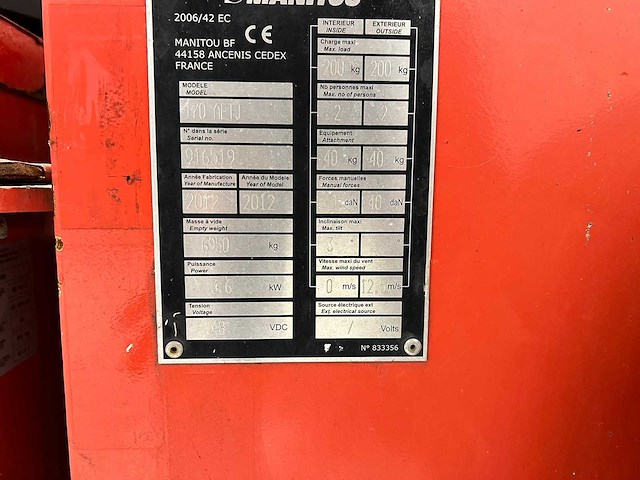 MANITOU
2006/42 EC
CE
MANITOU BF
44158 ANCENIS CEDEX
FRANCE
MODELE
MODEL
N° dans la série
Serial no.
916519
Année Fabrication
Year of Manufacture
Année du Modele
Year of Model
2012 2012
Masse à vide
Empty weight
kg
Puissance
Power
kW
Tension
Voltage
VDC
INTERIEUR
INSIDE
EXTERIEUR
OUTSIDE
Charge maxi
Max. load
200 kg 200 kg
Nb personnes maxi
Max. no of persons
2
Equipement
Attachment
40 kg 40 kg
Forces manuelles
Manual forces
daN 40 daN
Inclinaison maxi
Max. tilt
3 °
Vitesse maxi du vent
Max. wind speed
0 m/s m/s
Source électrique ext
Ext. electrical source
/ Volts
N° 833356